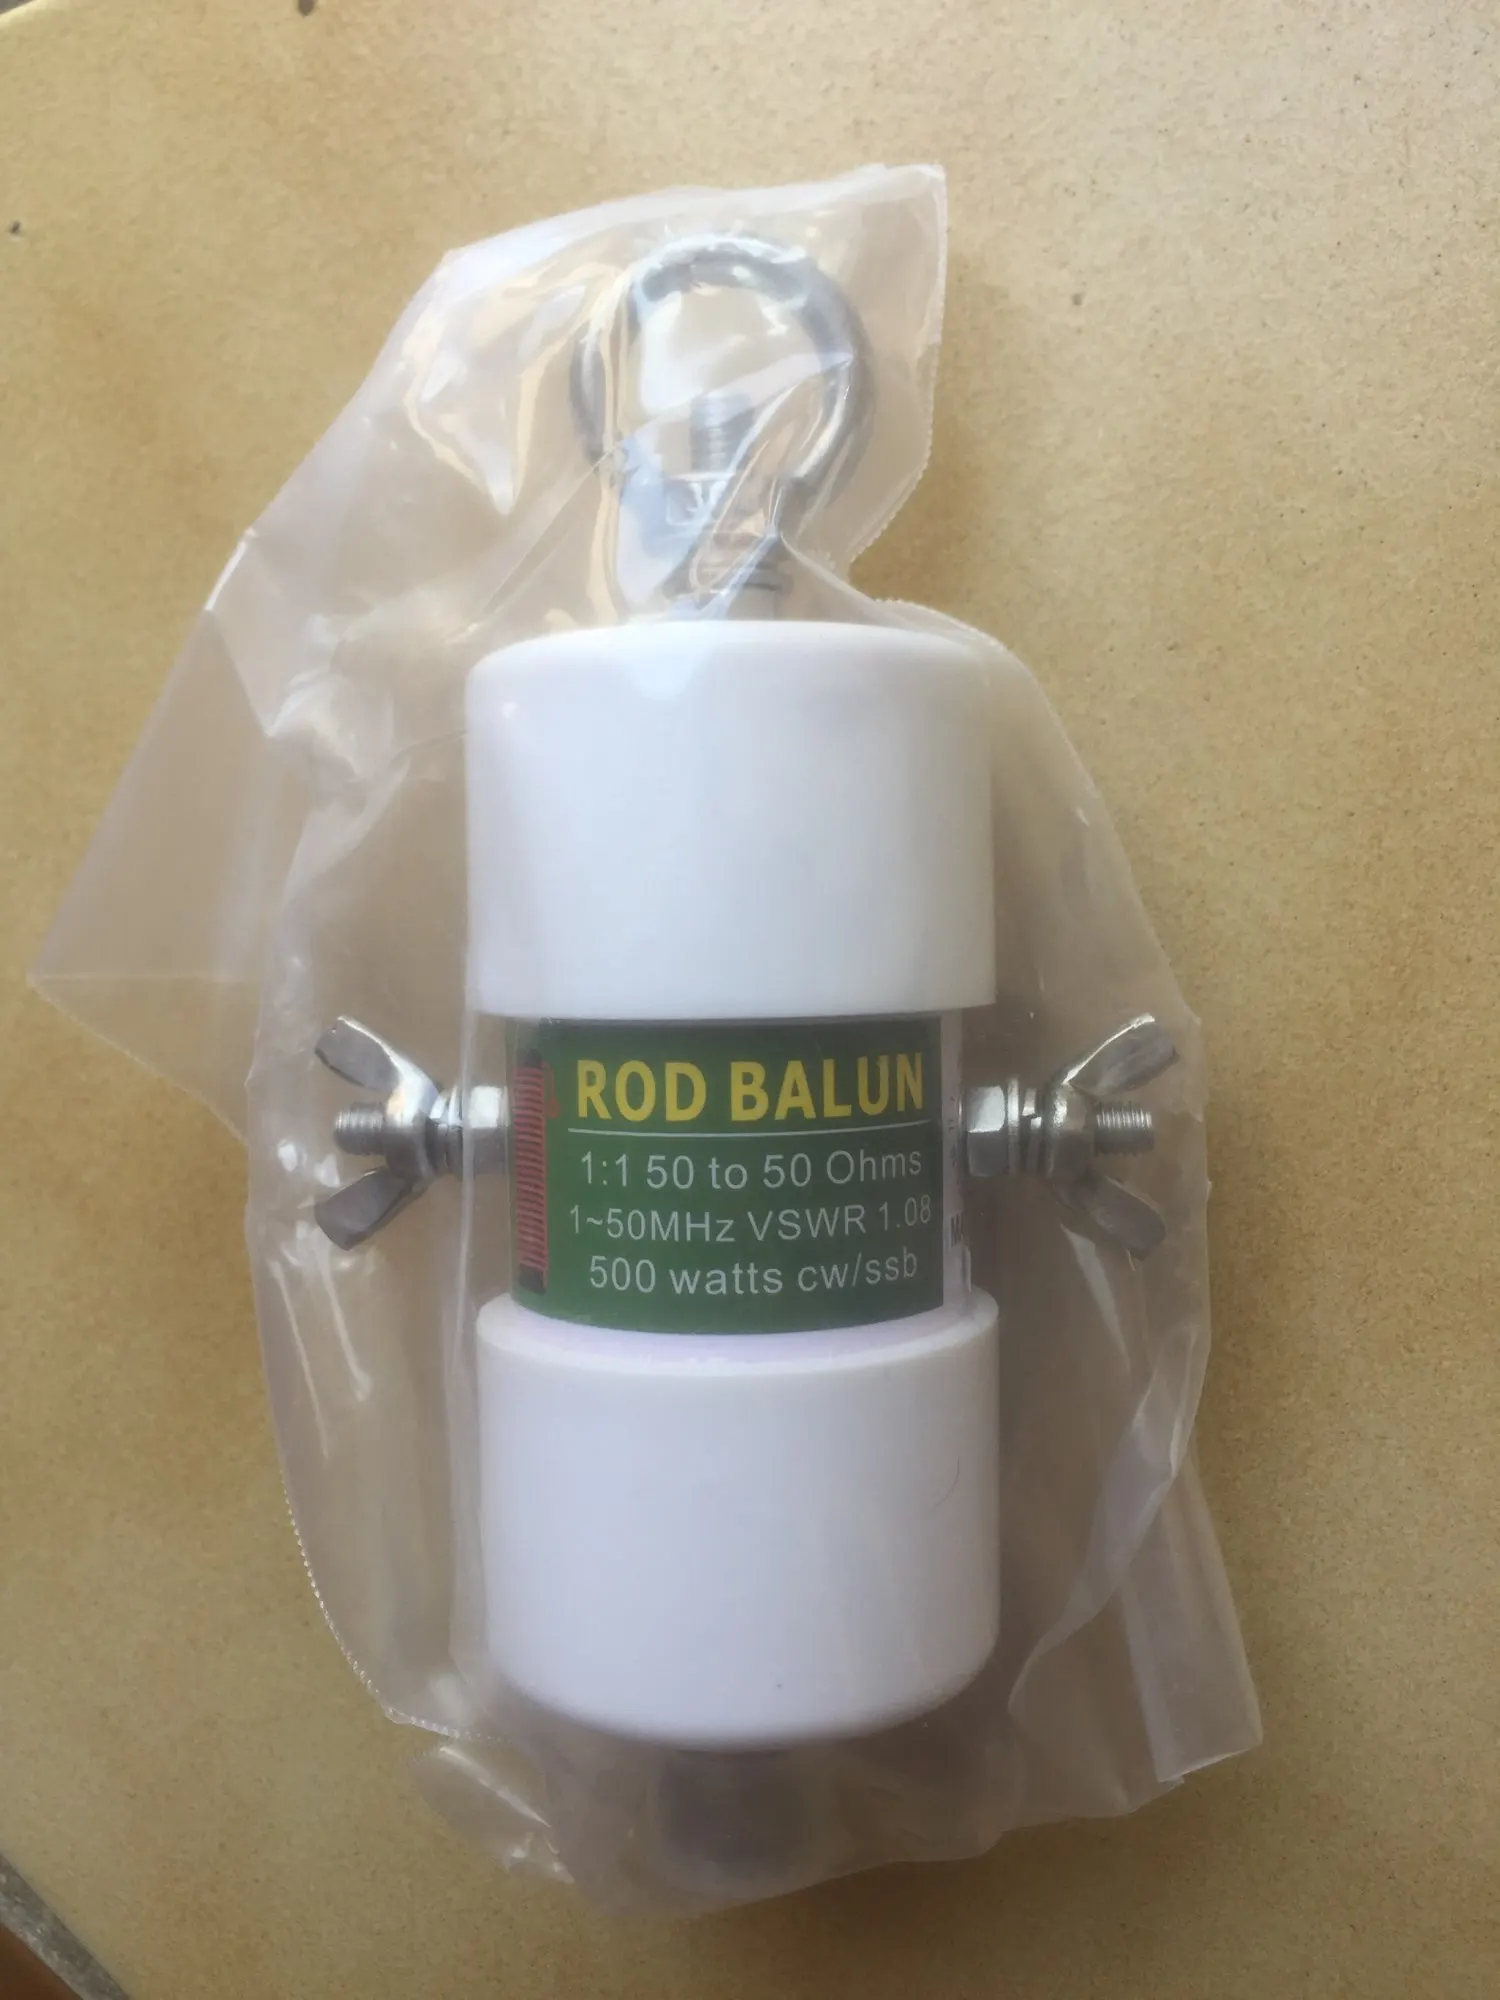 ROD BALUN
1:1 50 to 50 Ohms
1~50MHz VSWR 1.08
500 watts cw/ssb